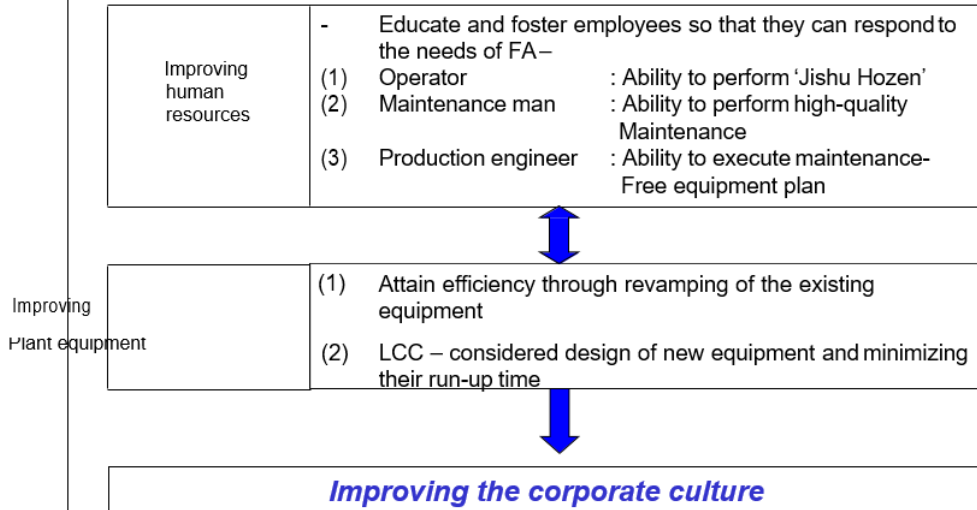 - Educate and foster employees so that they can respond to
the needs of FA –
Improving
human
resources
(1) Operator : Ability to perform ‘Jishu Hozen’
(2) Maintenance man : Ability to perform high-quality
Maintenance
(3) Production engineer : Ability to execute maintenance-
Free equipment plan
Improving
Plant equipment
(1) Attain efficiency through revamping of the existing
equipment
(2) LCC – considered design of new equipment and minimizing
their run-up time
Improving the corporate culture